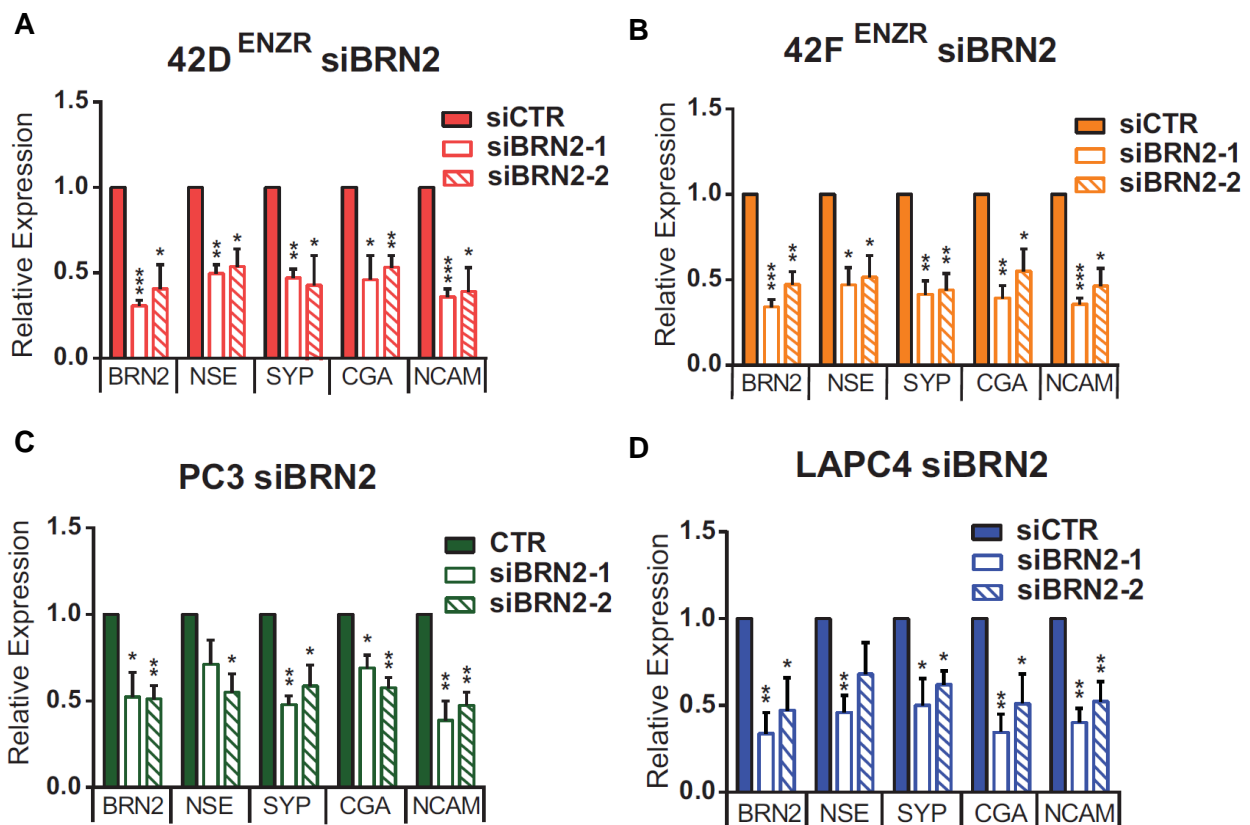 A
42D ENZR siBRN2
Relative Expression
1.5
1.0
0.5
0.0
siCTR
siBRN2-1
siBRN2-2
*** * ** * ** * * ** *** *
BRN2 NSE SYP CGA NCAM
B
42F ENZR siBRN2
Relative Expression
1.5
1.0
0.5
0.0
siCTR
siBRN2-1
siBRN2-2
*** ** * * ** ** ** * *** *
BRN2 NSE SYP CGA NCAM
C
PC3 siBRN2
Relative Expression
1.5
1.0
0.5
0.0
CTR
siBRN2-1
siBRN2-2
* ** * ** * * ** ** **
BRN2 NSE SYP CGA NCAM
D
LAPC4 siBRN2
Relative Expression
1.5
1.0
0.5
0.0
siCTR
siBRN2-1
siBRN2-2
** * ** * * ** * ** **
BRN2 NSE SYP CGA NCAM